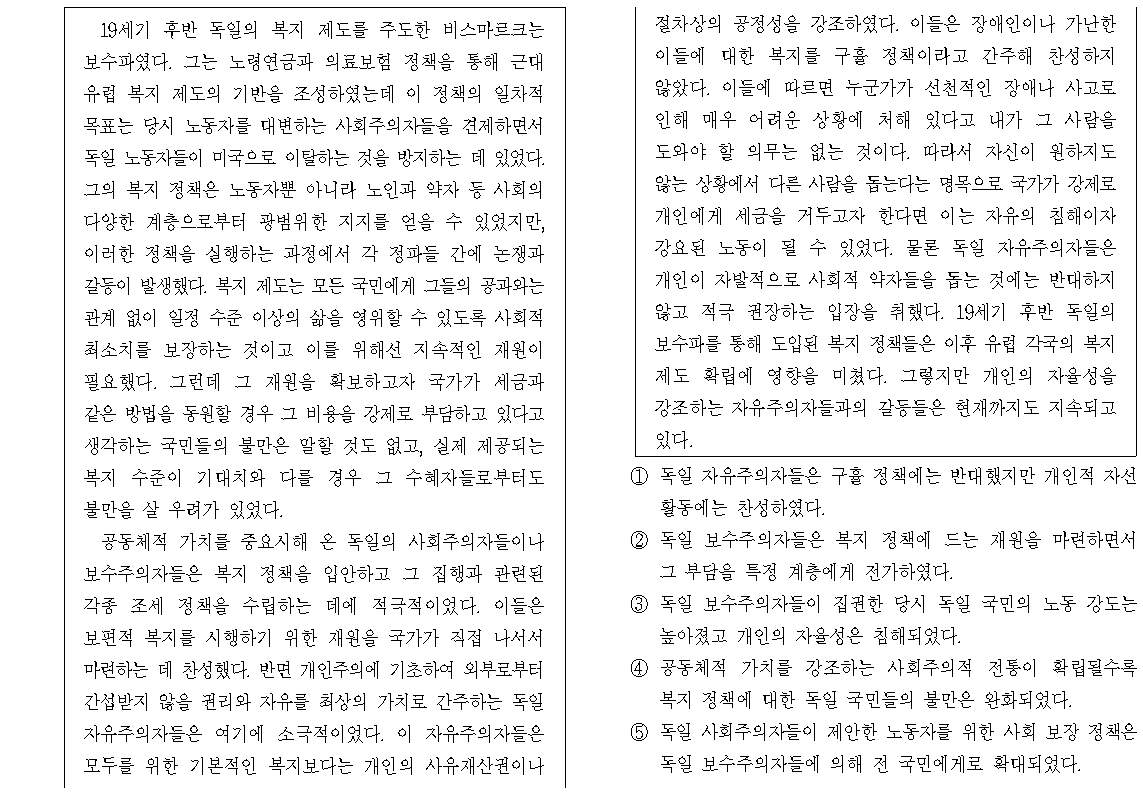 19세기 후반 독일의 복지 제도를 주도한 비스마르크는
보수파였다. 그는 노령연금과 의료보험 정책을 통해 근대
유럽 복지 제도의 기반을 조성하였는데 이 정책의 일차적
목표는 당시 노동자를 대변하는 사회주의자들을 견제하면서
독일 노동자들이 미국으로 이탈하는 것을 방지하는 데 있었다.
그의 복지 정책은 노동자뿐 아니라 노인과 약자 등 사회의
다양한 계층으로부터 광범위한 지지를 얻을 수 있었지만,
이러한 정책을 실행하는 과정에서 각 정파들 간에 논쟁과
갈등이 발생했다. 복지 제도는 모든 국민에게 그들의 공과와는
관계 없이 일정 수준 이상의 삶을 영위할 수 있도록 사회적
최소치를 보장하는 것이고 이를 위해선 지속적인 재원이
필요했다. 그런데 그 재원을 확보하고자 국가가 세금과
같은 방법을 동원할 경우 그 비용을 강제로 부담하고 있다고
생각하는 국민들의 불만은 말할 것도 없고, 실제 제공되는
복지 수준이 기대치와 다를 경우 그 수혜자들로부터도
불만을 살 우려가 있었다.
공동체적 가치를 중요시해 온 독일의 사회주의자들이나
보수주의자들은 복지 정책을 입안하고 그 집행과 관련된
각종 조세 정책을 수립하는 데에 적극적이었다. 이들은
보편적 복지를 시행하기 위한 재원을 국가가 직접 나서서
마련하는 데 찬성했다. 반면 개인주의에 기초하여 외부로부터
간섭받지 않을 권리와 자유를 최상의 가치로 간주하는 독일
자유주의자들은 여기에 소극적이었다. 이 자유주의자들은
모두를 위한 기본적인 복지보다는 개인의 사유재산권이나
절차상의 공정성을 강조하였다. 이들은 장애인이나 가난한
이들에 대한 복지를 구휼 정책이라고 간주해 찬성하지
않았다. 이들에 따르면 누군가가 선천적인 장애나 사고로
인해 매우 어려운 상황에 처해 있다고 내가 그 사람을
도와야 할 의무는 없는 것이다. 따라서 자신이 원하지도
않는 상황에서 다른 사람을 돕는다는 명목으로 국가가 강제로
개인에게 세금을 거두고자 한다면 이는 자유의 침해이자
강요된 노동이 될 수 있었다. 물론 독일 자유주의자들은
개인이 자발적으로 사회적 약자들을 돕는 것에는 반대하지
않고 적극 권장하는 입장을 취했다. 19세기 후반 독일의
보수파를 통해 도입된 복지 정책들은 이후 유럽 각국의 복지
제도 확립에 영향을 미쳤다. 그렇지만 개인의 자율성을
강조하는 자유주의자들과의 갈등들은 현재까지도 지속되고
있다.
① 독일 자유주의자들은 구휼 정책에는 반대했지만 개인적 자선
활동에는 찬성하였다.
② 독일 보수주의자들은 복지 정책에 드는 재원을 마련하면서
그 부담을 특정 계층에게 전가하였다.
③ 독일 보수주의자들이 집권한 당시 독일 국민의 노동 강도는
높아졌고 개인의 자율성은 침해되었다.
④ 공동체적 가치를 강조하는 사회주의적 전통이 확립될수록
복지 정책에 대한 독일 국민들의 불만은 완화되었다.
⑤ 독일 사회주의자들이 제안한 노동자를 위한 사회 보장 정책은
독일 보수주의자들에 의해 전 국민에게로 확대되었다.